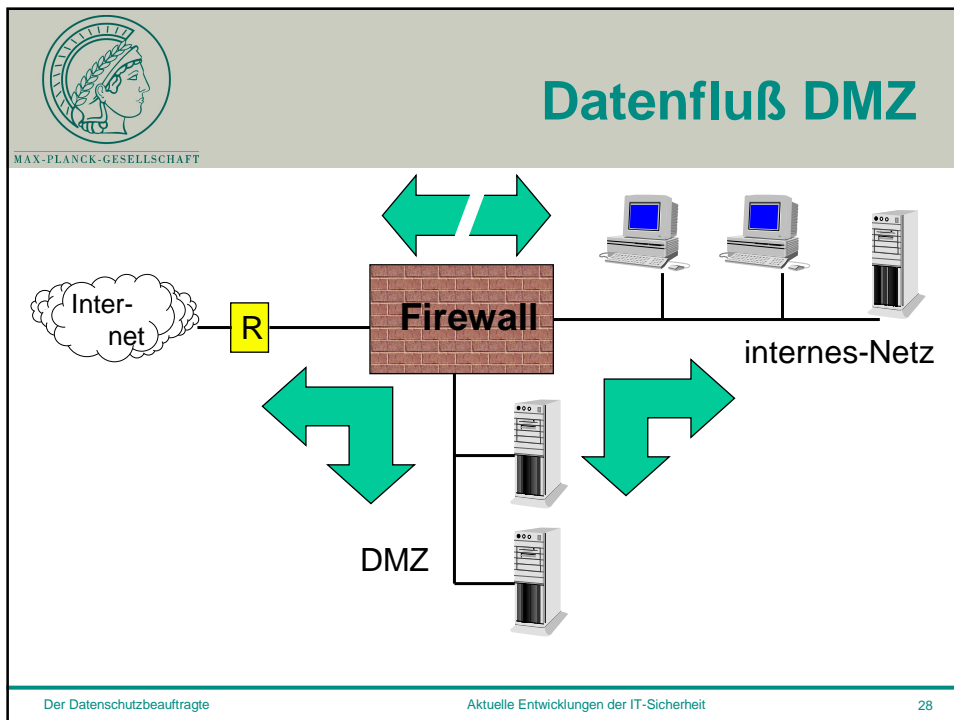 MAX-PLANCK-GESELLSCHAFT
Datenfluß DMZ
Inter-
net
R
Firewall
internes-Netz
DMZ
Der Datenschutzbeauftragte
Aktuelle Entwicklungen der IT-Sicherheit
28